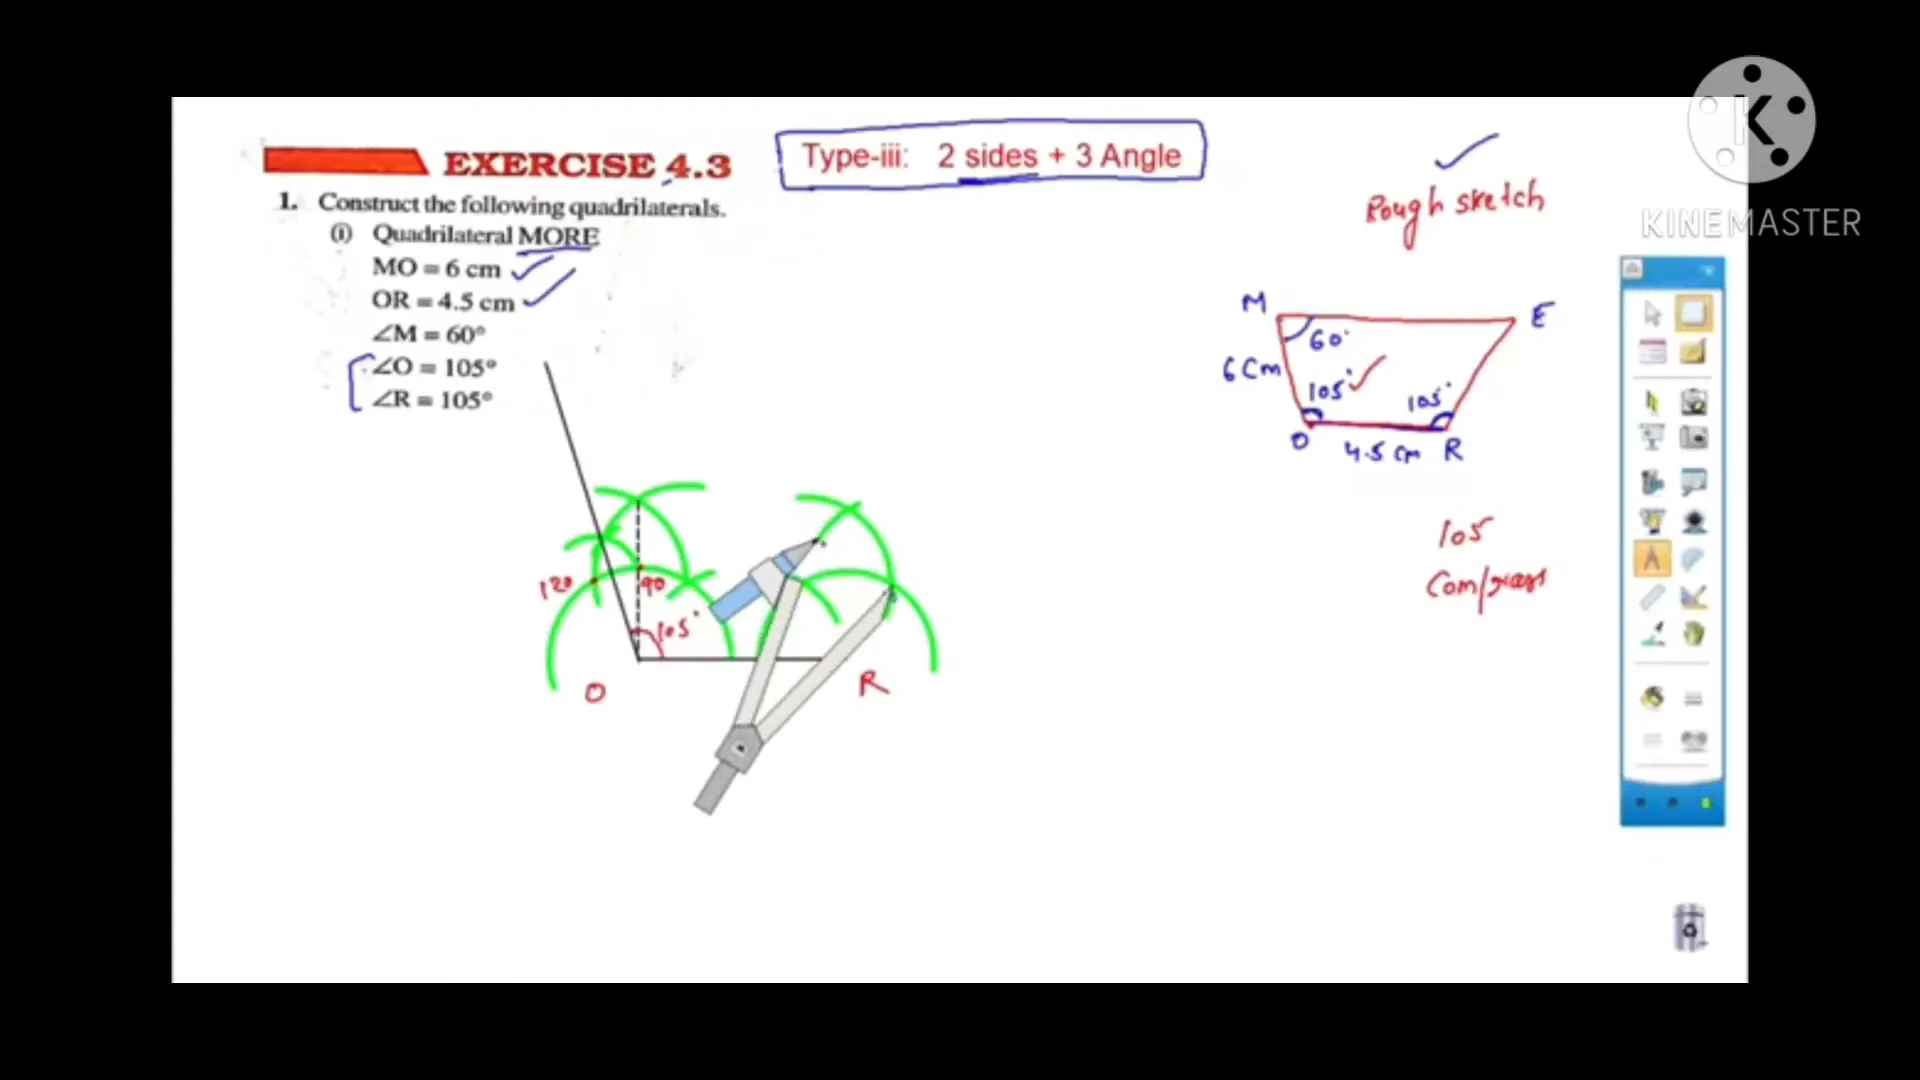 EXERCISE 4.3
Type-iii: 2 sides + 3 Angle
1. Construct the following quadrilaterals.
(i) Quadrilateral MORE
MO = 6 cm
OR = 4.5 cm
∠M = 60°
∠O = 105°
∠R = 105°
Rough sketch
K
KINEMASTER
M
E
60°
6 Cm
105°
105°
O
4.5 Cm
R
105
120
90
105°
O
R